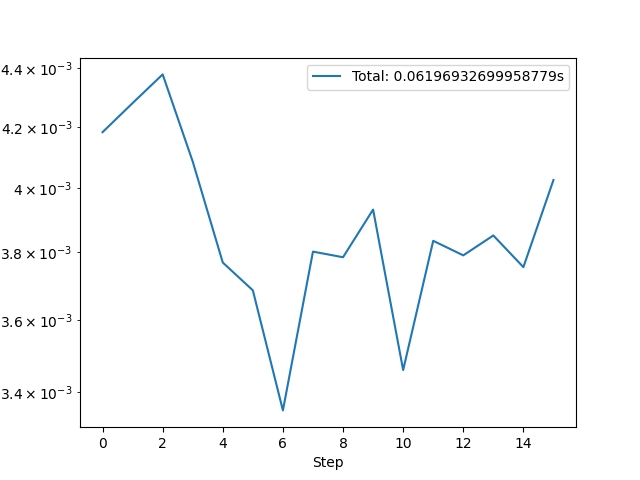 Total: 0.06196932699958779s
4.4 × 10⁻³
4.2 × 10⁻³
4 × 10⁻³
3.8 × 10⁻³
3.6 × 10⁻³
3.4 × 10⁻³
0 2 4 6 8 10 12 14
Step